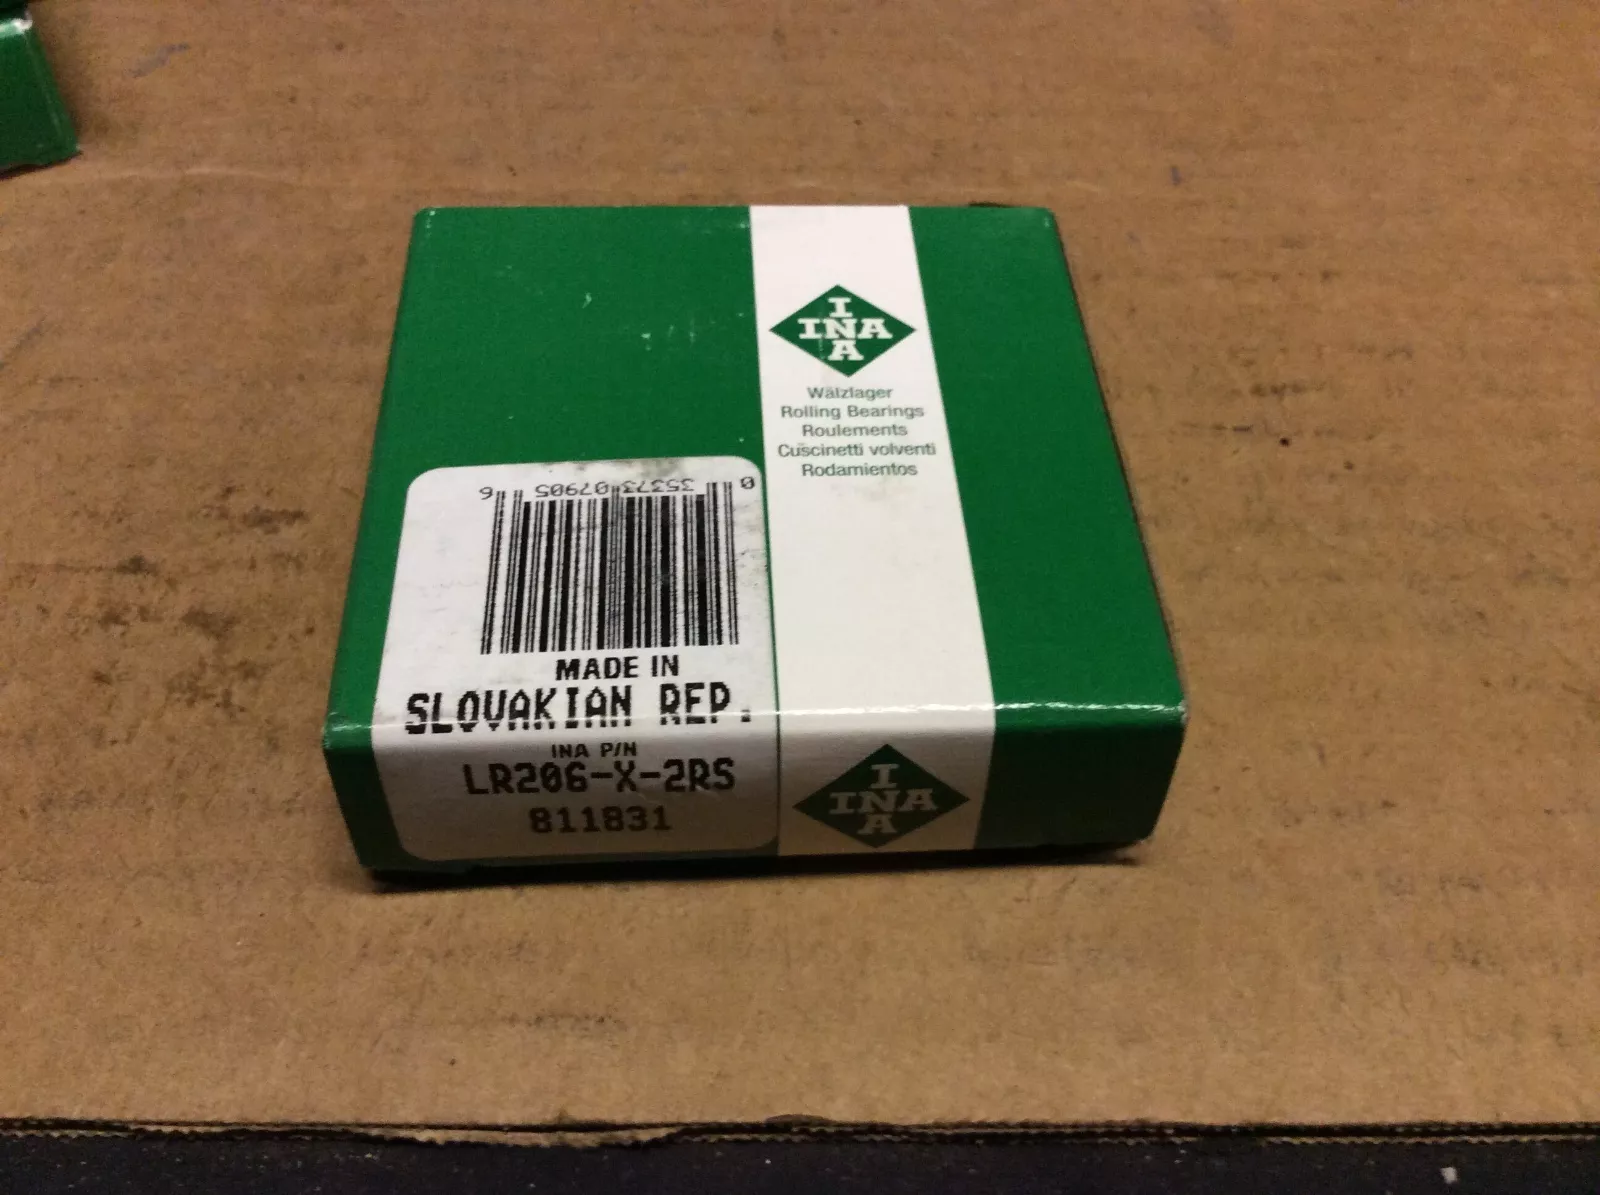 INA
Wälzlager
Rolling Bearings
Roulements
Cuscinetti volventi
Rodamientos
0 35373 07905 6
MADE IN
SLOVAKIAN REP.
INA P/N
LR206-X-2RS
811831
INA